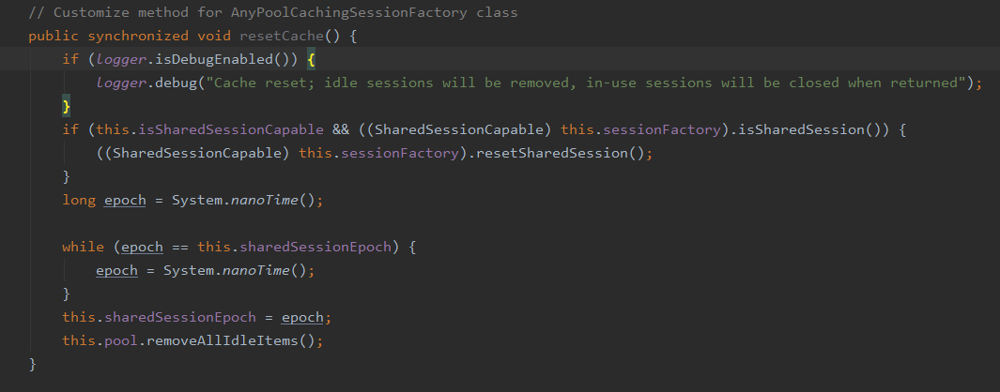 // Customize method for AnyPoolCachingSessionFactory class
public synchronized void resetCache() {
    if (logger.isDebugEnabled()) {
        logger.debug("Cache reset; idle sessions will be removed, in-use sessions will be closed when returned");
    }
    if (this.isSharedSessionCapable && ((SharedSessionCapable) this.sessionFactory).isSharedSession()) {
        ((SharedSessionCapable) this.sessionFactory).resetSharedSession();
    }
    long epoch = System.nanoTime();

    while (epoch == this.sharedSessionEpoch) {
        epoch = System.nanoTime();
    }
    this.sharedSessionEpoch = epoch;
    this.pool.removeAllIdleItems();
}